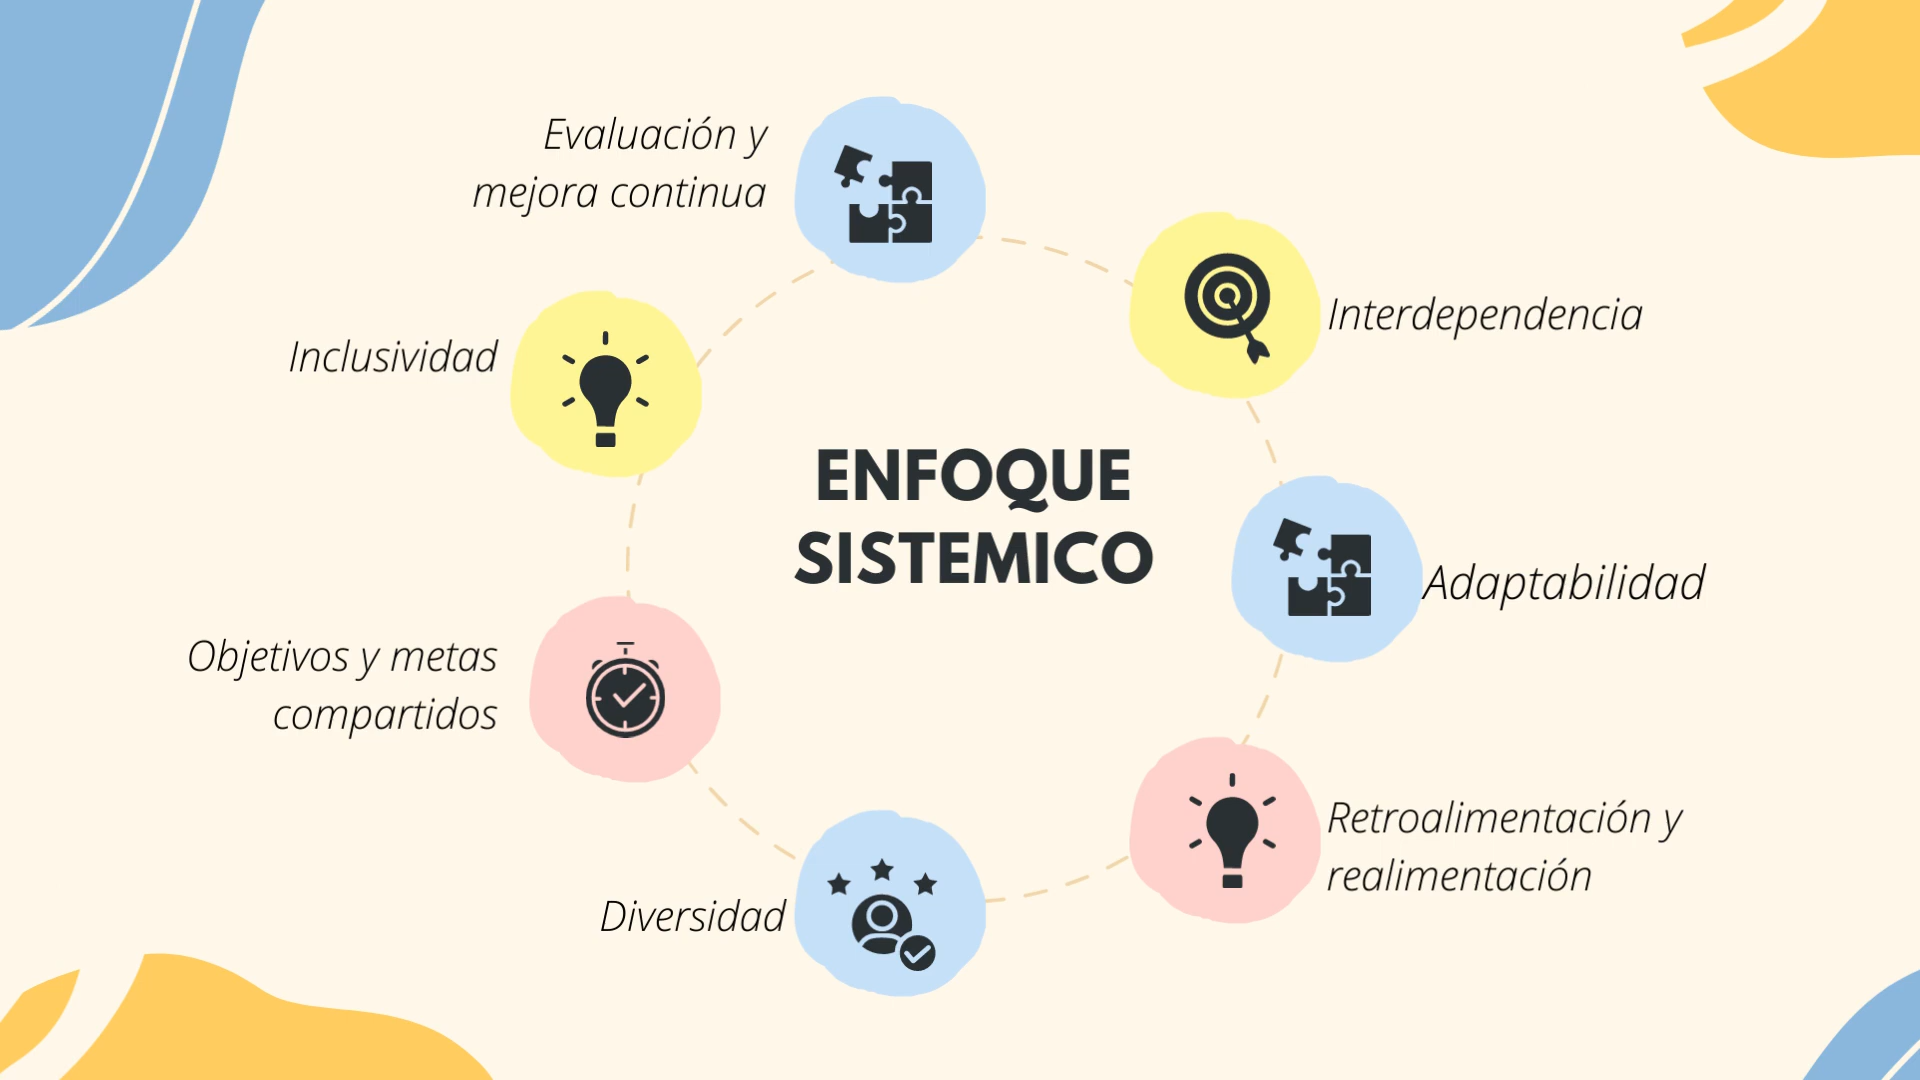 Evaluación y
mejora continua
Interdependencia
Inclusividad
ENFOQUE
SISTEMICO
Adaptabilidad
Objetivos y metas
compartidos
Retroalimentación y
realimentación
Diversidad